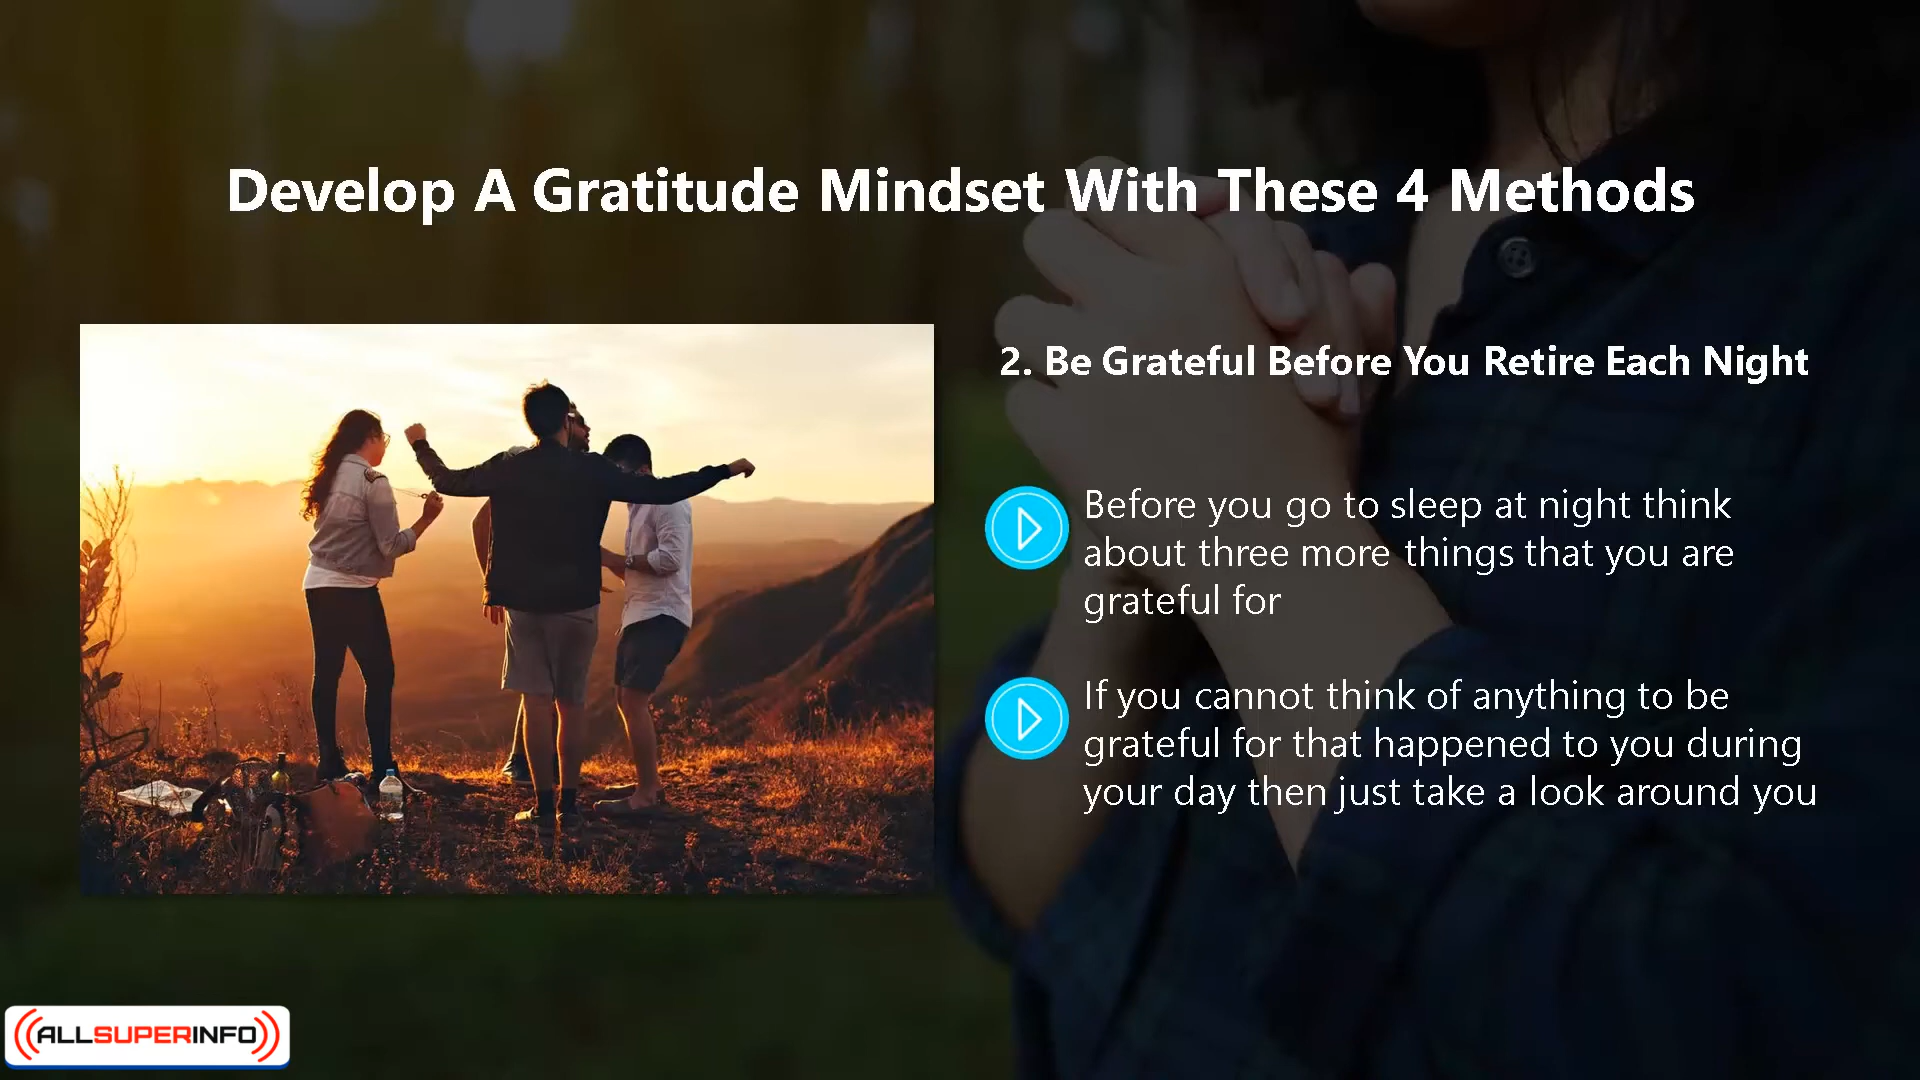 Develop A Gratitude Mindset With These 4 Methods
2. Be Grateful Before You Retire Each Night
Before you go to sleep at night think
about three more things that you are
grateful for
If you cannot think of anything to be
grateful for that happened to you during
your day then just take a look around you
ALLSUPERINFO